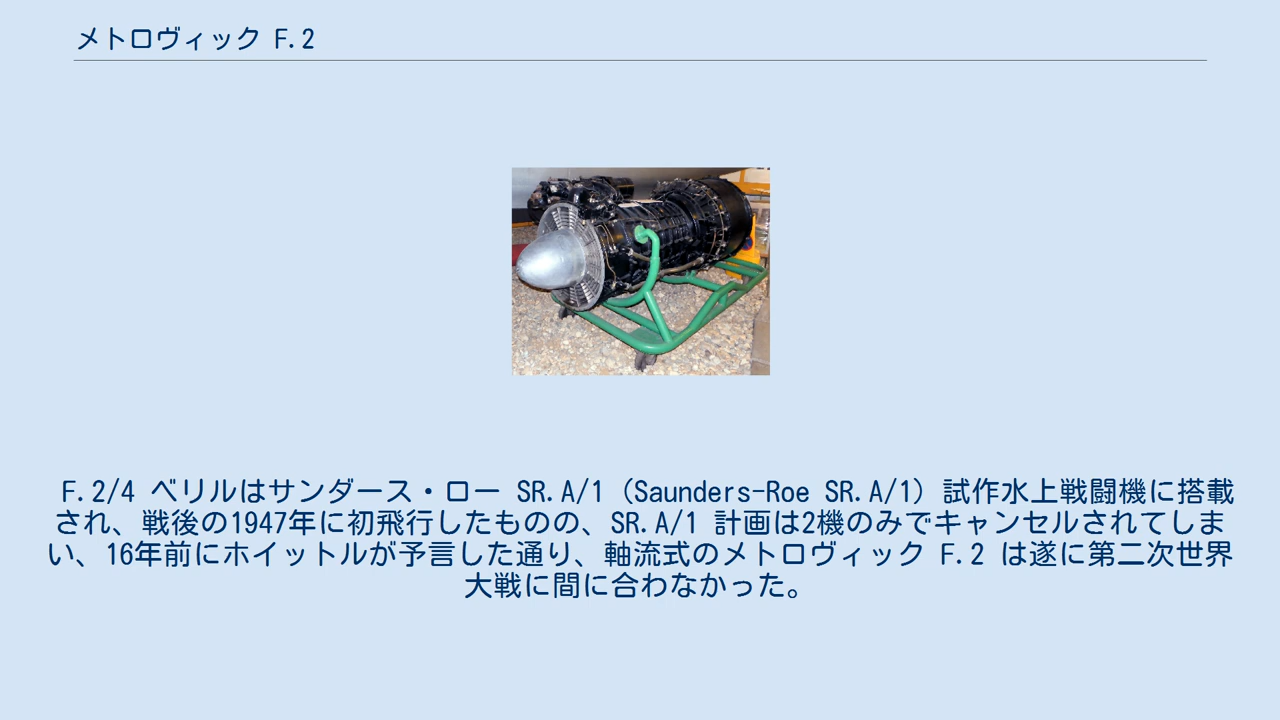 メトロヴィック F.2
F.2/4 ベリルはサンダース・ロー SR.A/1（Saunders-Roe SR.A/1）試作水上戦闘機に搭載
され、戦後の1947年に初飛行したものの、SR.A/1 計画は2機のみでキャンセルされてしま
い、16年前にホイットルが予言した通り、軸流式のメトロヴィック F.2 は遂に第二次世界
大戦に間に合わなかった。